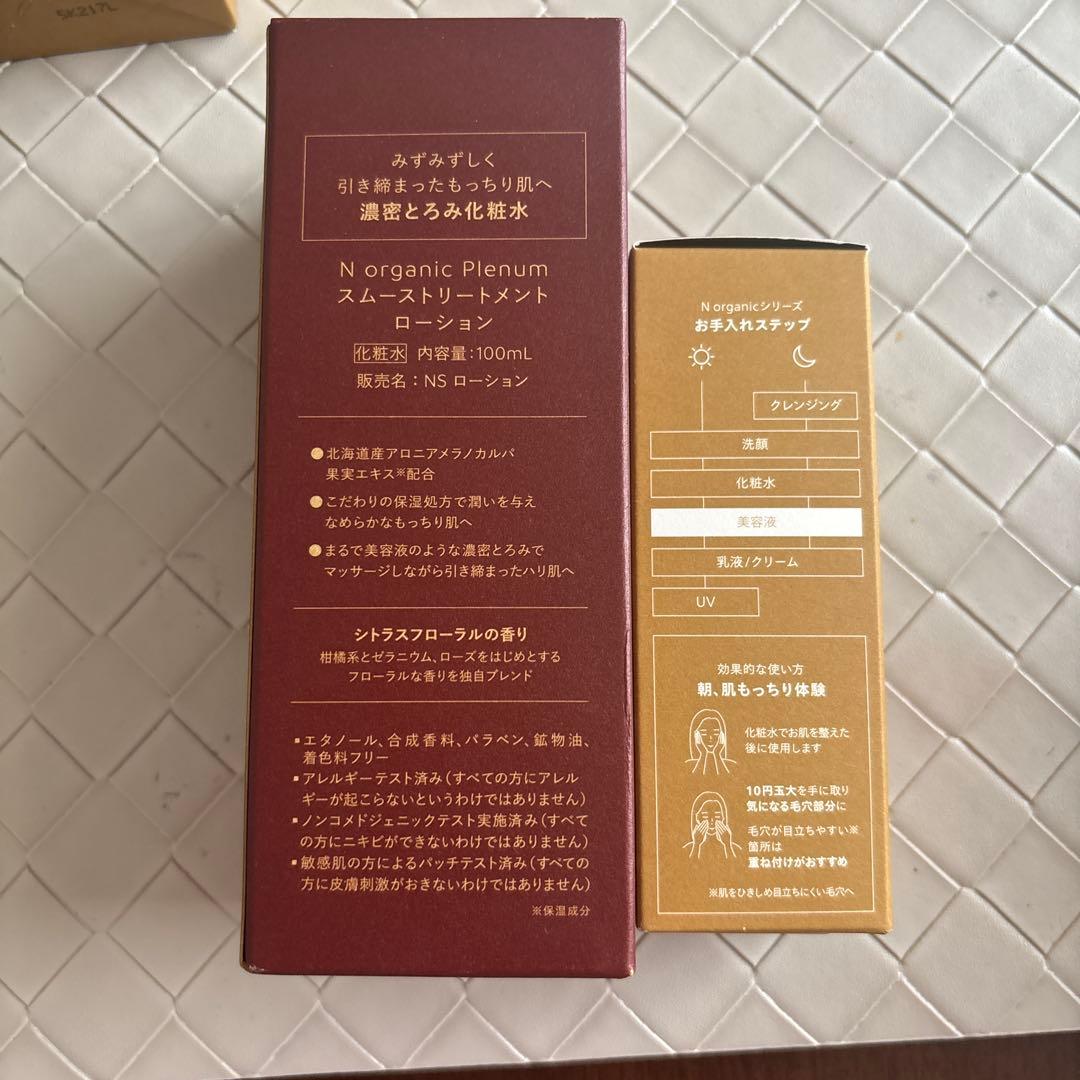 5K217L
みずみずしく
引き締まったもっちり肌へ
濃密とろみ化粧水
N organic Plenum
スムーストリートメント
ローション
化粧水 内容量:100mL
販売名:NS ローション
●北海道産アロニアメラノカルパ
果実エキス※配合
●こだわりの保湿処方で潤いを与え
なめらかなもっちり肌へ
●まるで美容液のような濃密とろみで
マッサージしながら引き締まったハリ肌へ
シトラスフローラルの香り
柑橘系とゼラニウム、ローズをはじめとする
フローラルな香りを独自ブレンド
▪エタノール、合成香料、パラベン、鉱物油、
着色料フリー
▪アレルギーテスト済み(すべての方にアレル
ギーが起こらないというわけではありません)
▪ノンコメドジェニックテスト実施済み(すべて
の方にニキビができないわけではありません)
▪敏感肌の方によるパッチテスト済み(すべての
方に皮膚刺激がおきないわけではありません)
※保湿成分
N organicシリーズ
お手入れステップ
クレンジング
洗顔
化粧水
美容液
乳液/クリーム
UV
効果的な使い方
朝、肌もっちり体験
化粧水でお肌を整えた
後に使用します
10円玉大を手に取り
気になる毛穴部分に
毛穴が目立ちやすい※
箇所は
重ね付けがおすすめ
※肌をひきしめ目立ちにくい毛穴へ